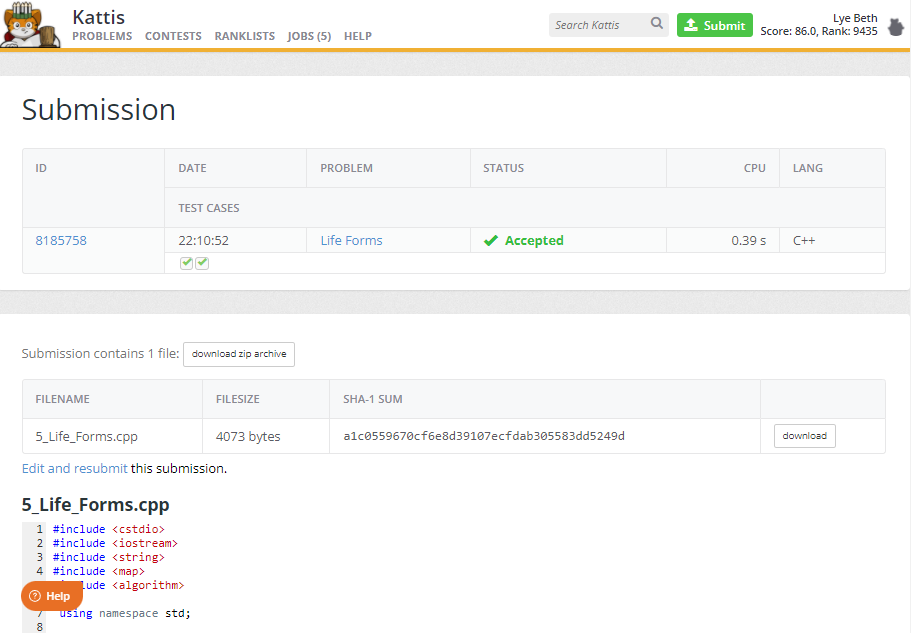 Kattis
PROBLEMS CONTESTS RANKLISTS JOBS (5) HELP
Search Kattis
Submit
Lye Beth
Score: 86.0, Rank: 9435
Submission
ID DATE PROBLEM STATUS CPU LANG
TEST CASES
8185758 22:10:52 Life Forms Accepted 0.39 s C++
Submission contains 1 file: download zip archive
FILENAME FILESIZE SHA-1 SUM
5_Life_Forms.cpp 4073 bytes a1c0559670cf6e8d39107ecfdab305583dd5249d download
Edit and resubmit this submission.
5_Life_Forms.cpp
1 #include <cstdio>
2 #include <iostream>
3 #include <string>
4 #include <map>
lude <algorithm>
Help
7 using namespace std;
8